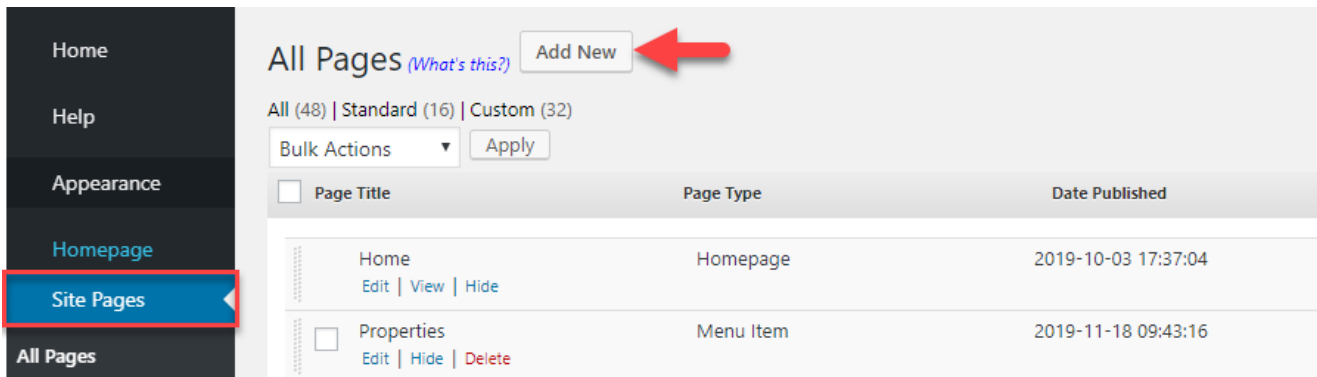 Home
Help
Appearance
Homepage
Site Pages
All Pages
All Pages (What's this?) Add New
All (48) | Standard (16) | Custom (32)
Bulk Actions Apply
Page Title Page Type Date Published
Home Homepage 2019-10-03 17:37:04
Edit | View | Hide
Properties Menu Item 2019-11-18 09:43:16
Edit | Hide | Delete